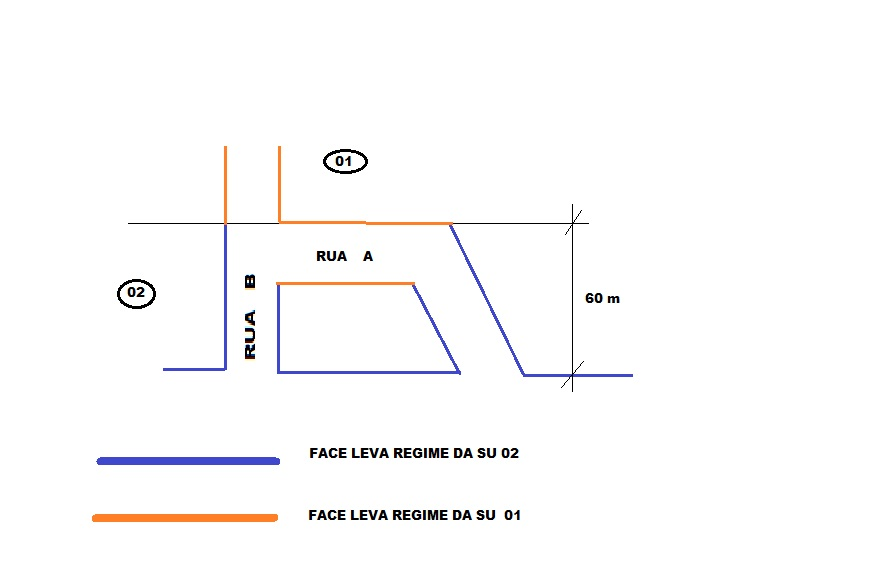 01
RUA A
02
RUA B
60 m
FACE LEVA REGIME DA SU 02
FACE LEVA REGIME DA SU 01